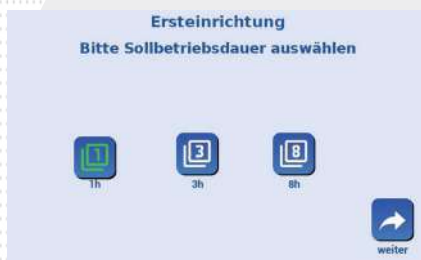 Ersteinrichtung
Bitte Sollbetriebsdauer auswählen
1 3 8
1h 3h 8h
weiter